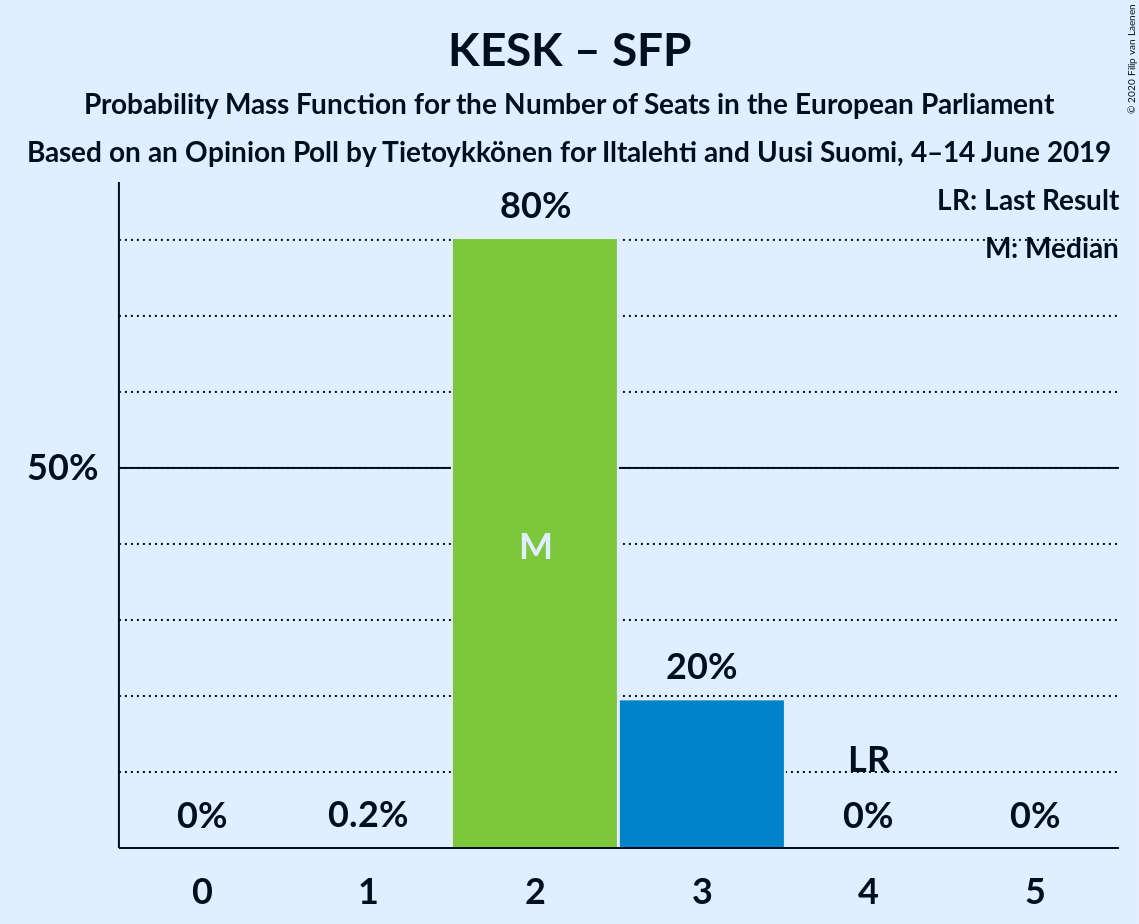 KESK – SFP
Probability Mass Function for the Number of Seats in the European Parliament
Based on an Opinion Poll by Tietoykkönen for Iltalehti and Uusi Suomi, 4–14 June 2019
© 2020 Filip van Laenen
LR: Last Result
M: Median
80%
50%
M
20%
LR
0%
0.2%
0%
0%
0
1
2
3
4
5